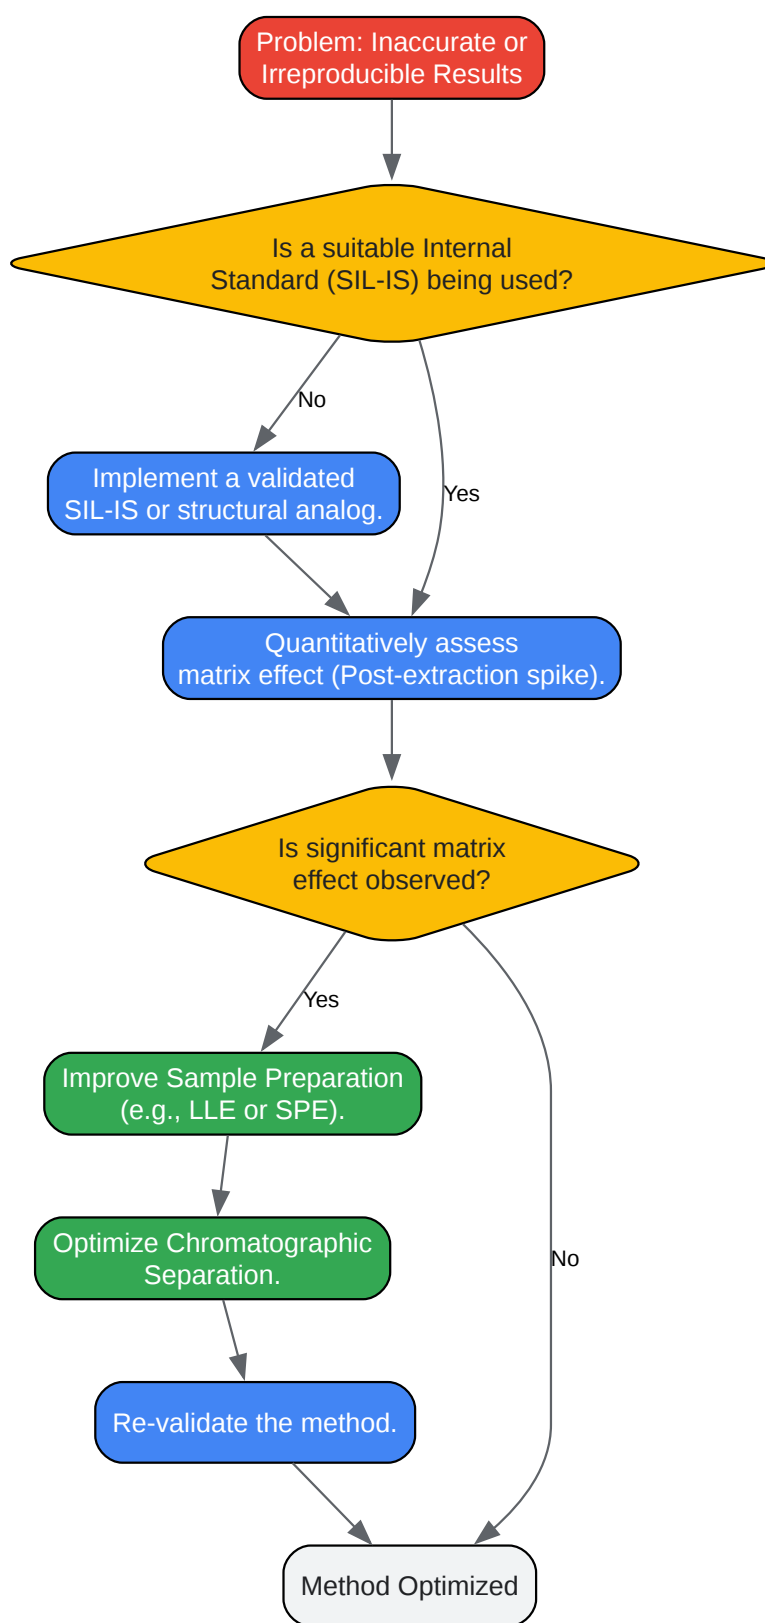 Problem: Inaccurate or
Irreproducible Results
Is a suitable Internal
Standard (SIL-IS) being used?
No
Implement a validated
SIL-IS or structural analog.
Yes
Quantitatively assess
matrix effect (Post-extraction spike).
Is significant matrix
effect observed?
Yes
Improve Sample Preparation
(e.g., LLE or SPE).
Optimize Chromatographic
Separation.
No
Re-validate the method.
Method Optimized